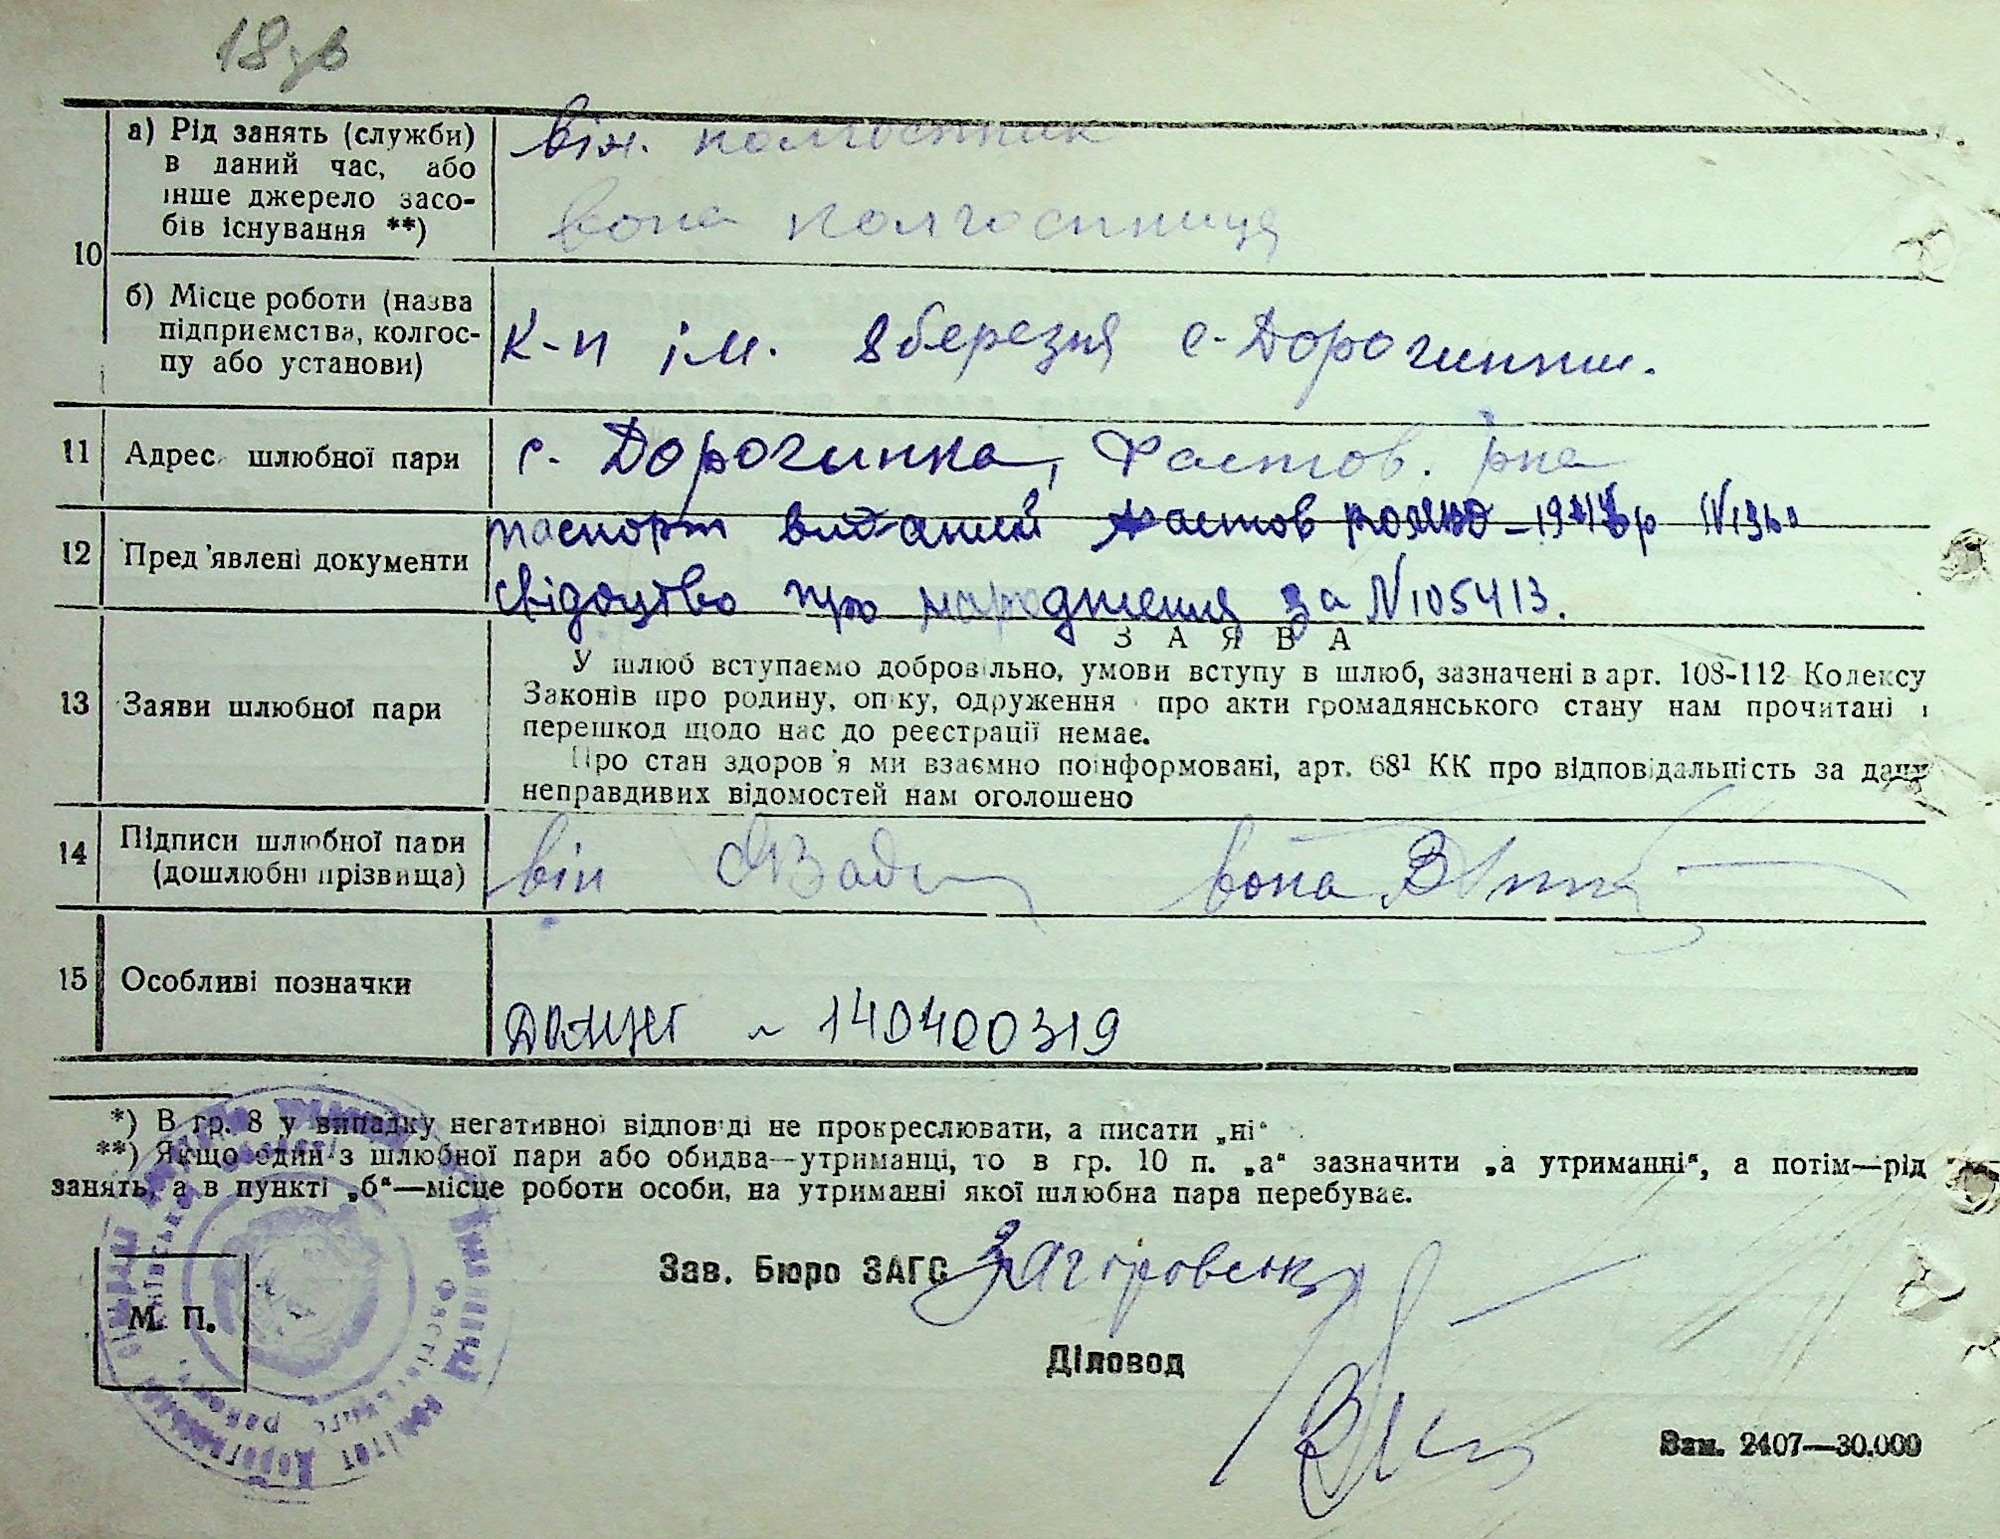 18зв
10
а) Рід занять (служби) в даний час, або інше джерело засобів існування **)
він. колгоспник
вона колгоспниця
б) Місце роботи (назва підприємства, колгоспу або установи)
К-п ім. 8 березня с-Дорогинки.
11 Адрес шлюбної пари
с. Дорогинка, Фастов. р-на
12 Пред'явлені документи
паспорт виданий Фастов
свідоцтво про народження за №105413.
13 Заяви шлюбної пари
ЗАЯВА
У шлюб вступаємо добровільно, умови вступу в шлюб, зазначені в арт. 108-112 Кодексу
Законів про родину, опіку, одруження і про акти громадянського стану нам прочитані і
перешкод щодо нас до реєстрації немає.
Про стан здоров'я ми взаємно поінформовані, арт. 68¹ КК про відповідальність за дачу
неправдивих відомостей нам оголошено
14 Підписи шлюбної пари (дошлюбні прізвища)
він
вона
15 Особливі позначки
140400319
*) В гр. 8 у випадку негативної відповіді не прокреслювати, а писати „ні“
**) Якщо один з шлюбної пари або обидва—утриманці, то в гр. 10 п. „а“ зазначити „а утриманні“, а потім—рід
занять, а в пункті „б“—місце роботи особи, на утриманні якої шлюбна пара перебуває.
Зав. Бюро ЗАГС
М. П.
Діловод
Зам. 2407—30.000